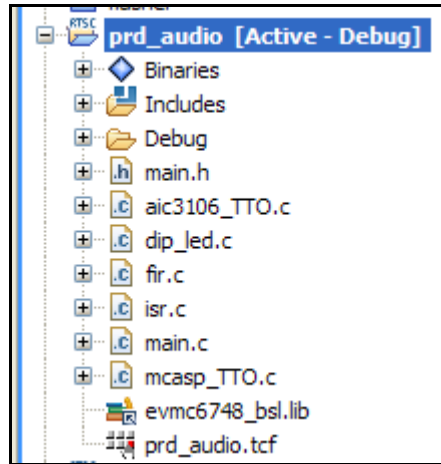 RTSC
prd_audio [Active - Debug]
Binaries
Includes
Debug
.h main.h
.c aic3106_TTO.c
.c dip_led.c
.c fir.c
.c isr.c
.c main.c
.c mcasp_TTO.c
evmc6748_bsl.lib
prd_audio.tcf